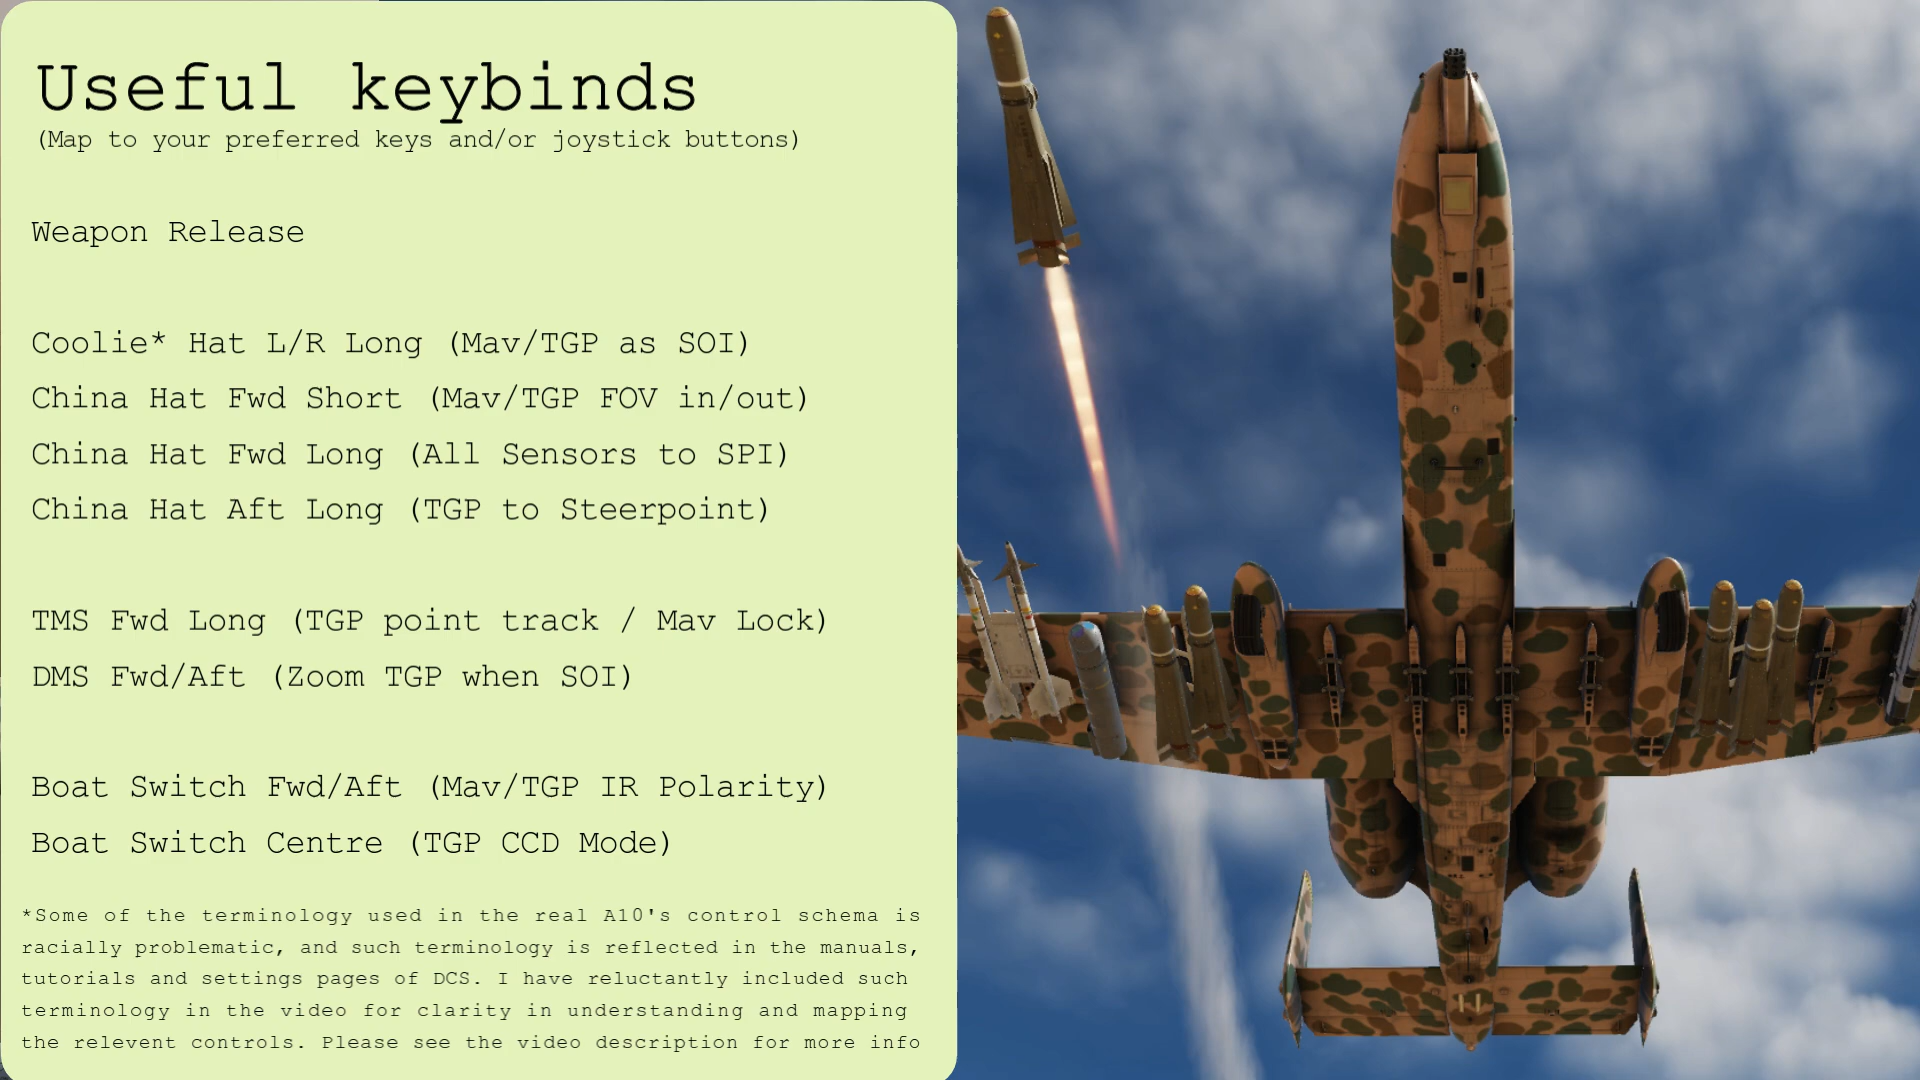 Useful keybinds
(Map to your preferred keys and/or joystick buttons)
Weapon Release
Coolie* Hat L/R Long (Mav/TGP as SOI)
China Hat Fwd Short (Mav/TGP FOV in/out)
China Hat Fwd Long (All Sensors to SPI)
China Hat Aft Long (TGP to Steerpoint)
TMS Fwd Long (TGP point track / Mav Lock)
DMS Fwd/Aft (Zoom TGP when SOI)
Boat Switch Fwd/Aft (Mav/TGP IR Polarity)
Boat Switch Centre (TGP CCD Mode)
*Some of the terminology used in the real A10's control schema is
racially problematic, and such terminology is reflected in the manuals,
tutorials and settings pages of DCS. I have reluctantly included such
terminology in the video for clarity in understanding and mapping
the relevent controls. Please see the video description for more info